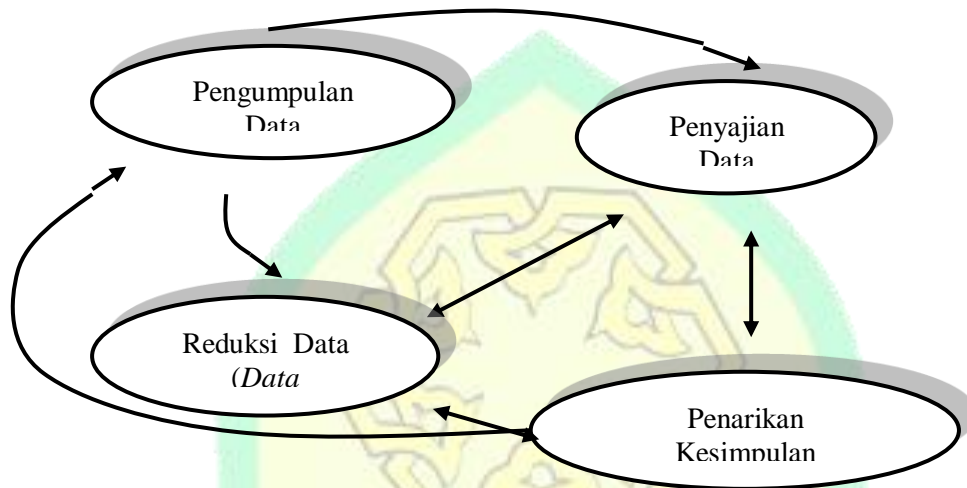 Pengumpulan
Data
Penyajian
Data
Reduksi Data
(Data
Penarikan
Kesimpulan